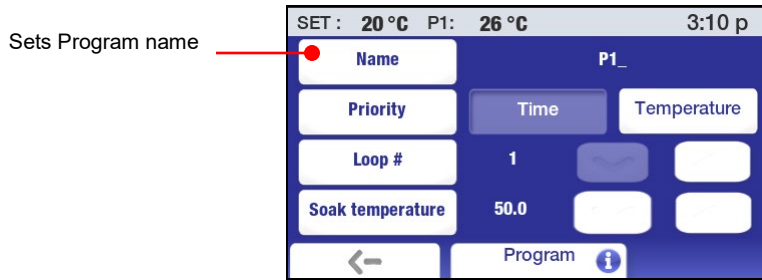 Sets Program name
SET : 20 °C P1: 26 °C 3:10 p
Name P1_
Priority Time Temperature
Loop # 1
Soak temperature 50.0
Program i